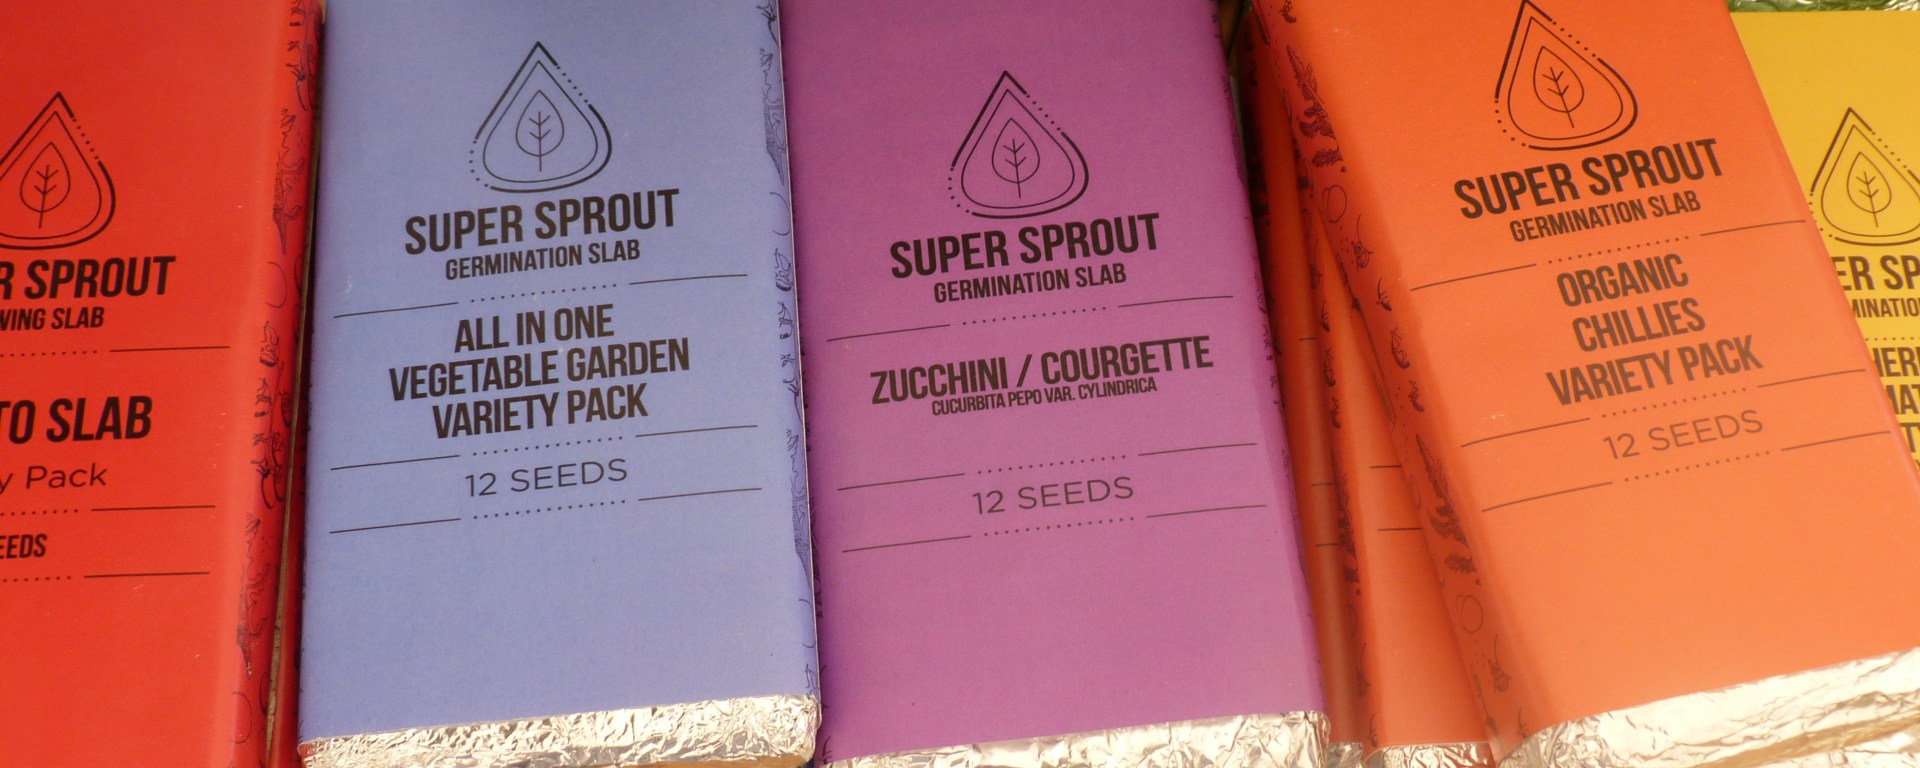 R SPROUT
WING SLAB
TO SLAB
y Pack
EEDS
SUPER SPROUT
GERMINATION SLAB
ALL IN ONE
VEGETABLE GARDEN
VARIETY PACK
12 SEEDS
SUPER SPROUT
GERMINATION SLAB
ZUCCHINI / COURGETTE
CUCURBITA PEPO VAR. CYLINDRICA
12 SEEDS
SUPER SPROUT
GERMINATION SLAB
ORGANIC
CHILLIES
VARIETY PACK
12 SEEDS
ER SP
MINATIO